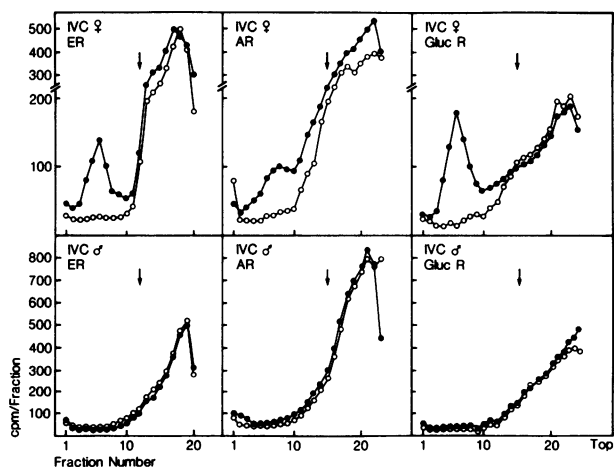 IVC ♀
ER
IVC ♀
AR
IVC ♀
Gluc R
500
400
300
200
100
IVC ♂
ER
IVC ♂
AR
IVC ♂
Gluc R
800
700
600
500
400
300
200
100
cpm/Fraction
1 10 20 1 10 20 1 10 20 Top
Fraction Number